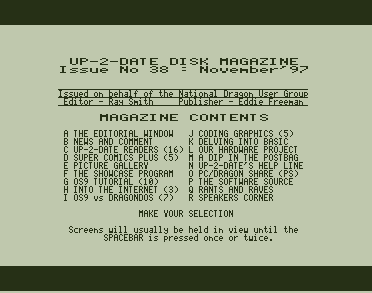 UP-2-DATE DISK MAGAZINE
Issue No 38 : November'97
Issued on behalf of the National Dragon User Group
Editor - Ray Smith Publisher - Eddie Freeman
MAGAZINE CONTENTS
A THE EDITORIAL WINDOW J CODING GRAPHICS (5)
B NEWS AND COMMENT K DELVING INTO BASIC
C UP-2-DATE READERS (16) L OUR HARDWARE PROJECT
D SUPER COMICS PLUS (5) M A DIP IN THE POSTBAG
E PICTURE GALLERY N UP-2-DATE'S HELP LINE
F THE SHOWCASE PROGRAM O PC/DRAGON SHARE (PS)
G OS9 TUTORIAL (10) P THE SOFTWARE SOURCE
H INTO THE INTERNET (3) Q RANTS AND RAVES
I OS9 vs DRAGONDOS (7) R SPEAKERS CORNER
MAKE YOUR SELECTION
Screens will usually be held in view until the
SPACEBAR is pressed once or twice.